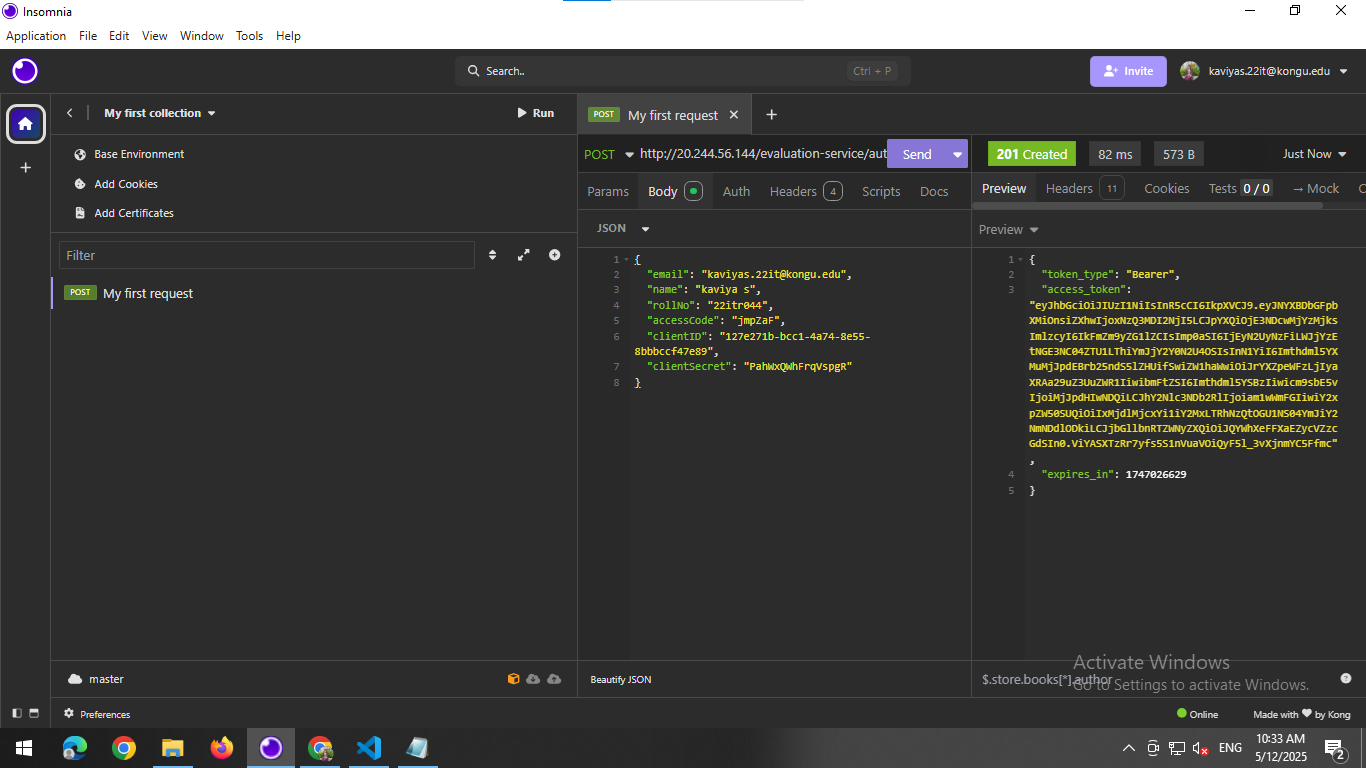 Insomnia
Application File Edit View Window Tools Help
Search.. Ctrl + P
Invite
kaviyas.22it@kongu.edu
My first collection
Run
POST My first request
Base Environment
Add Cookies
Add Certificates
Filter
POST My first request
POST http://20.244.56.144/evaluation-service/aut
Send
201 Created 82 ms 573 B Just Now
Params Body Auth Headers 4 Scripts Docs
Preview Headers 11 Cookies Tests 0 / 0 → Mock C
JSON
Preview
1 {
2 "email": "kaviyas.22it@kongu.edu",
3 "name": "kaviya s",
4 "rollNo": "22itr044",
5 "accessCode": "jmpZaF",
6 "clientID": "127e271b-bcc1-4a74-8e55-
8bbbccf47e89",
7 "clientSecret": "PahWxQWhFrqVspgR"
8 }
1 {
2 "token_type": "Bearer",
3 "access_token":
4 "expires_in": 1747026629
5 }
master
Beautify JSON
$.store.books[*].author
Activate Windows
Go to Settings to activate Windows.
Preferences
Online
Made with ❤ by Kong
ENG
10:33 AM
5/12/2025
2